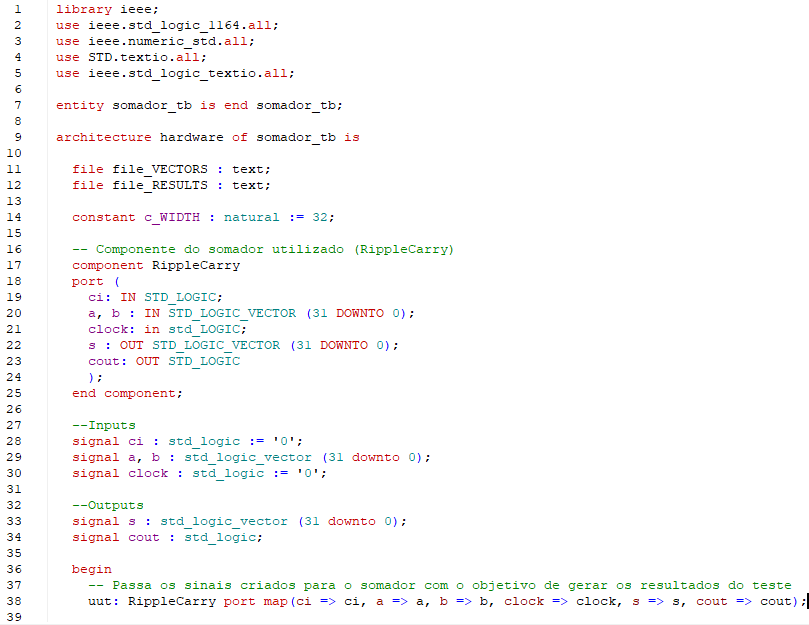 1 library ieee;
2 use ieee.std_logic_1164.all;
3 use ieee.numeric_std.all;
4 use STD.textio.all;
5 use ieee.std_logic_textio.all;
6
7 entity somador_tb is end somador_tb;
8
9 architecture hardware of somador_tb is
10
11 file file_VECTORS : text;
12 file file_RESULTS : text;
13
14 constant c_WIDTH : natural := 32;
15
16 -- Componente do somador utilizado (RippleCarry)
17 component RippleCarry
18 port (
19 ci: IN STD_LOGIC;
20 a, b : IN STD_LOGIC_VECTOR (31 DOWNTO 0);
21 clock: in std_LOGIC;
22 s : OUT STD_LOGIC_VECTOR (31 DOWNTO 0);
23 cout: OUT STD_LOGIC
24 );
25 end component;
26
27 --Inputs
28 signal ci : std_logic := '0';
29 signal a, b : std_logic_vector (31 downto 0);
30 signal clock : std_logic := '0';
31
32 --Outputs
33 signal s : std_logic_vector (31 downto 0);
34 signal cout : std_logic;
35
36 begin
37 -- Passa os sinais criados para o somador com o objetivo de gerar os resultados do teste
38 uut: RippleCarry port map(ci => ci, a => a, b => b, clock => clock, s => s, cout => cout);
39